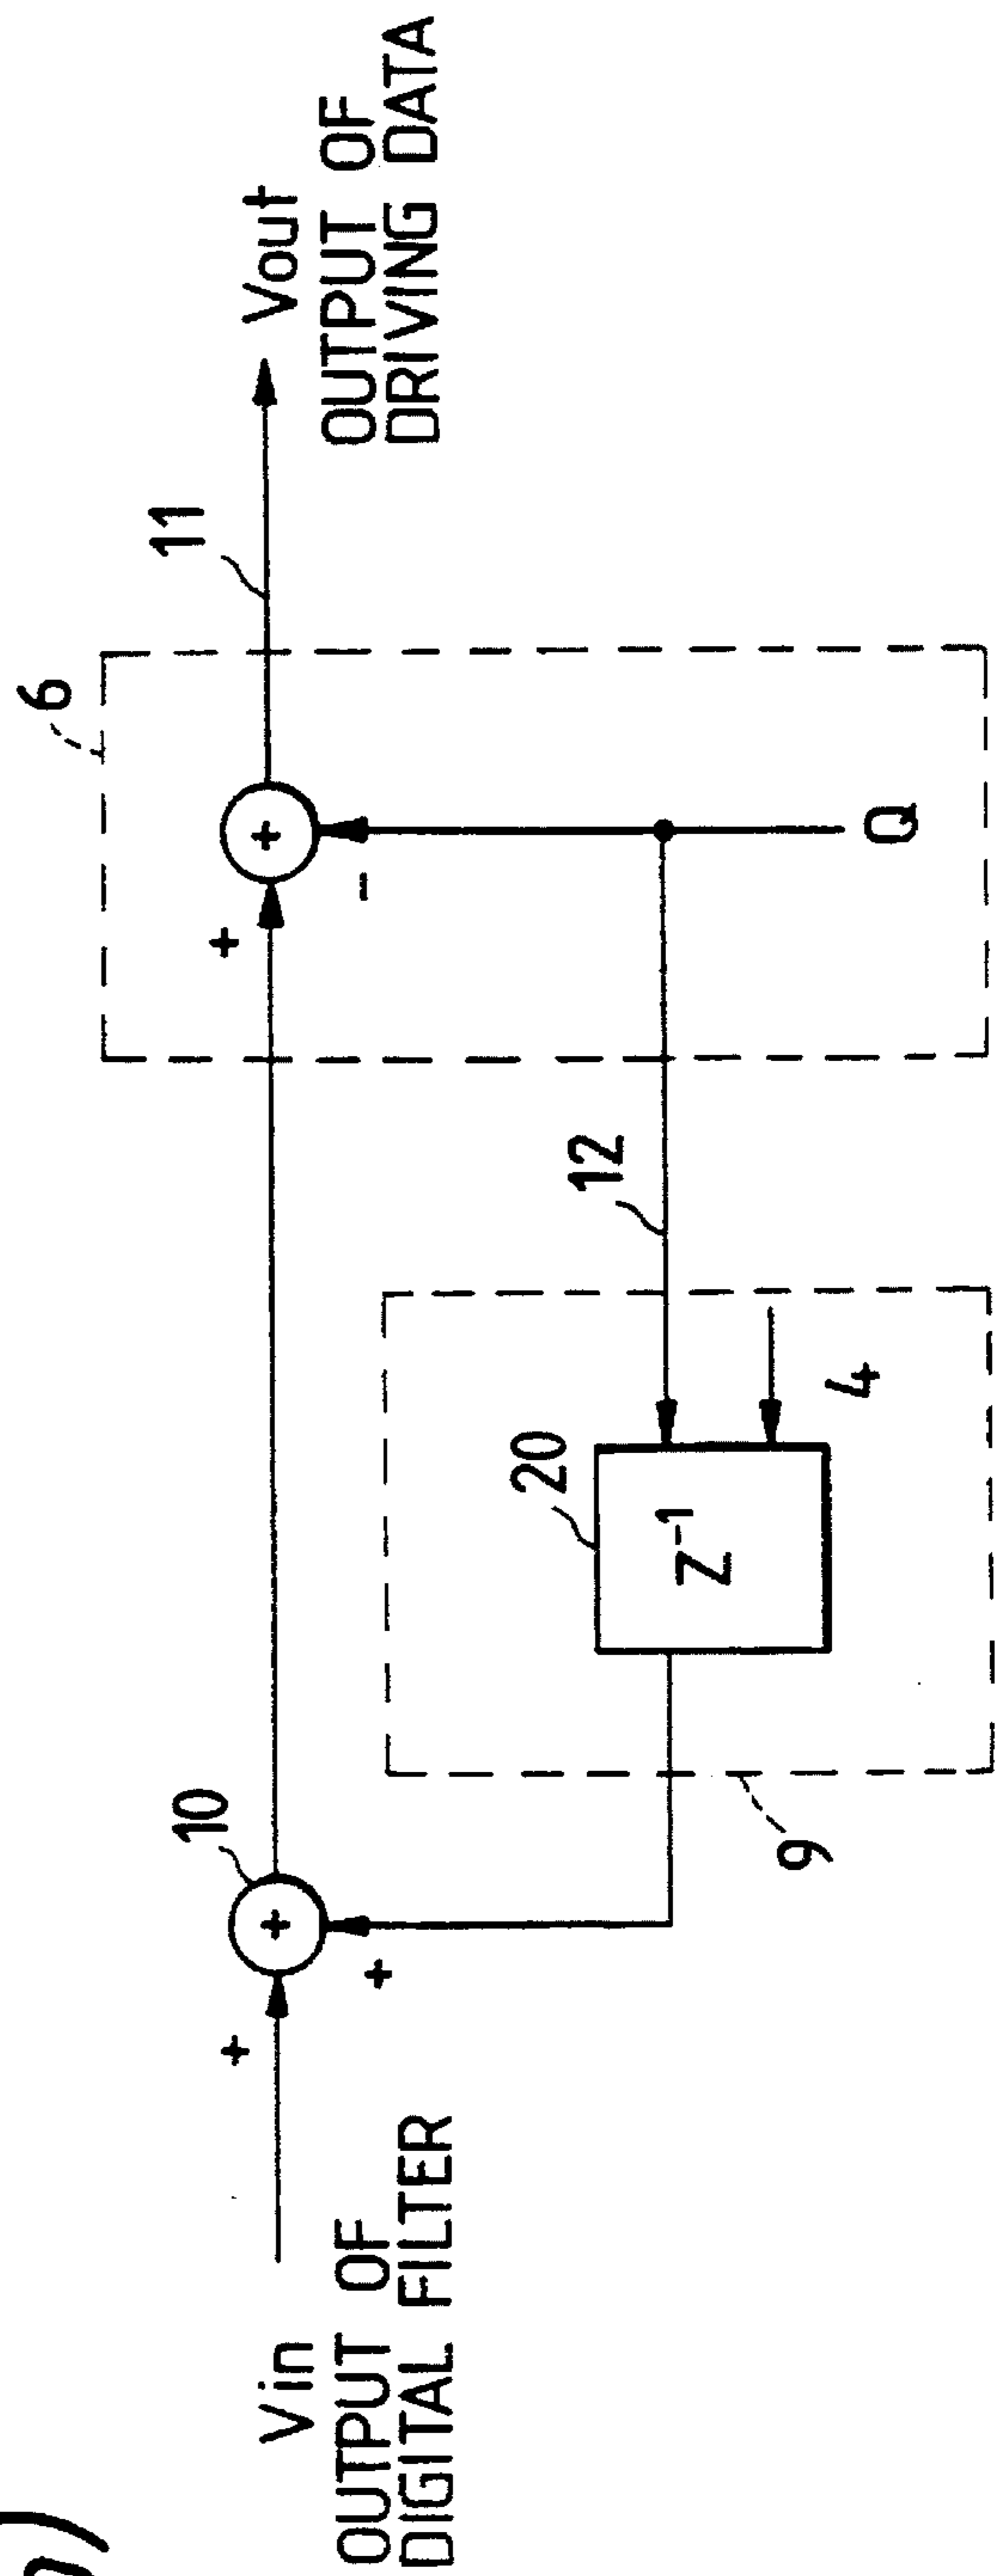 6
11
Vout
OUTPUT OF
DRIVING DATA
10
+
+
+
+
-
+
Vin
OUTPUT OF
DIGITAL FILTER
12
20
Z⁻¹
4
Q
9